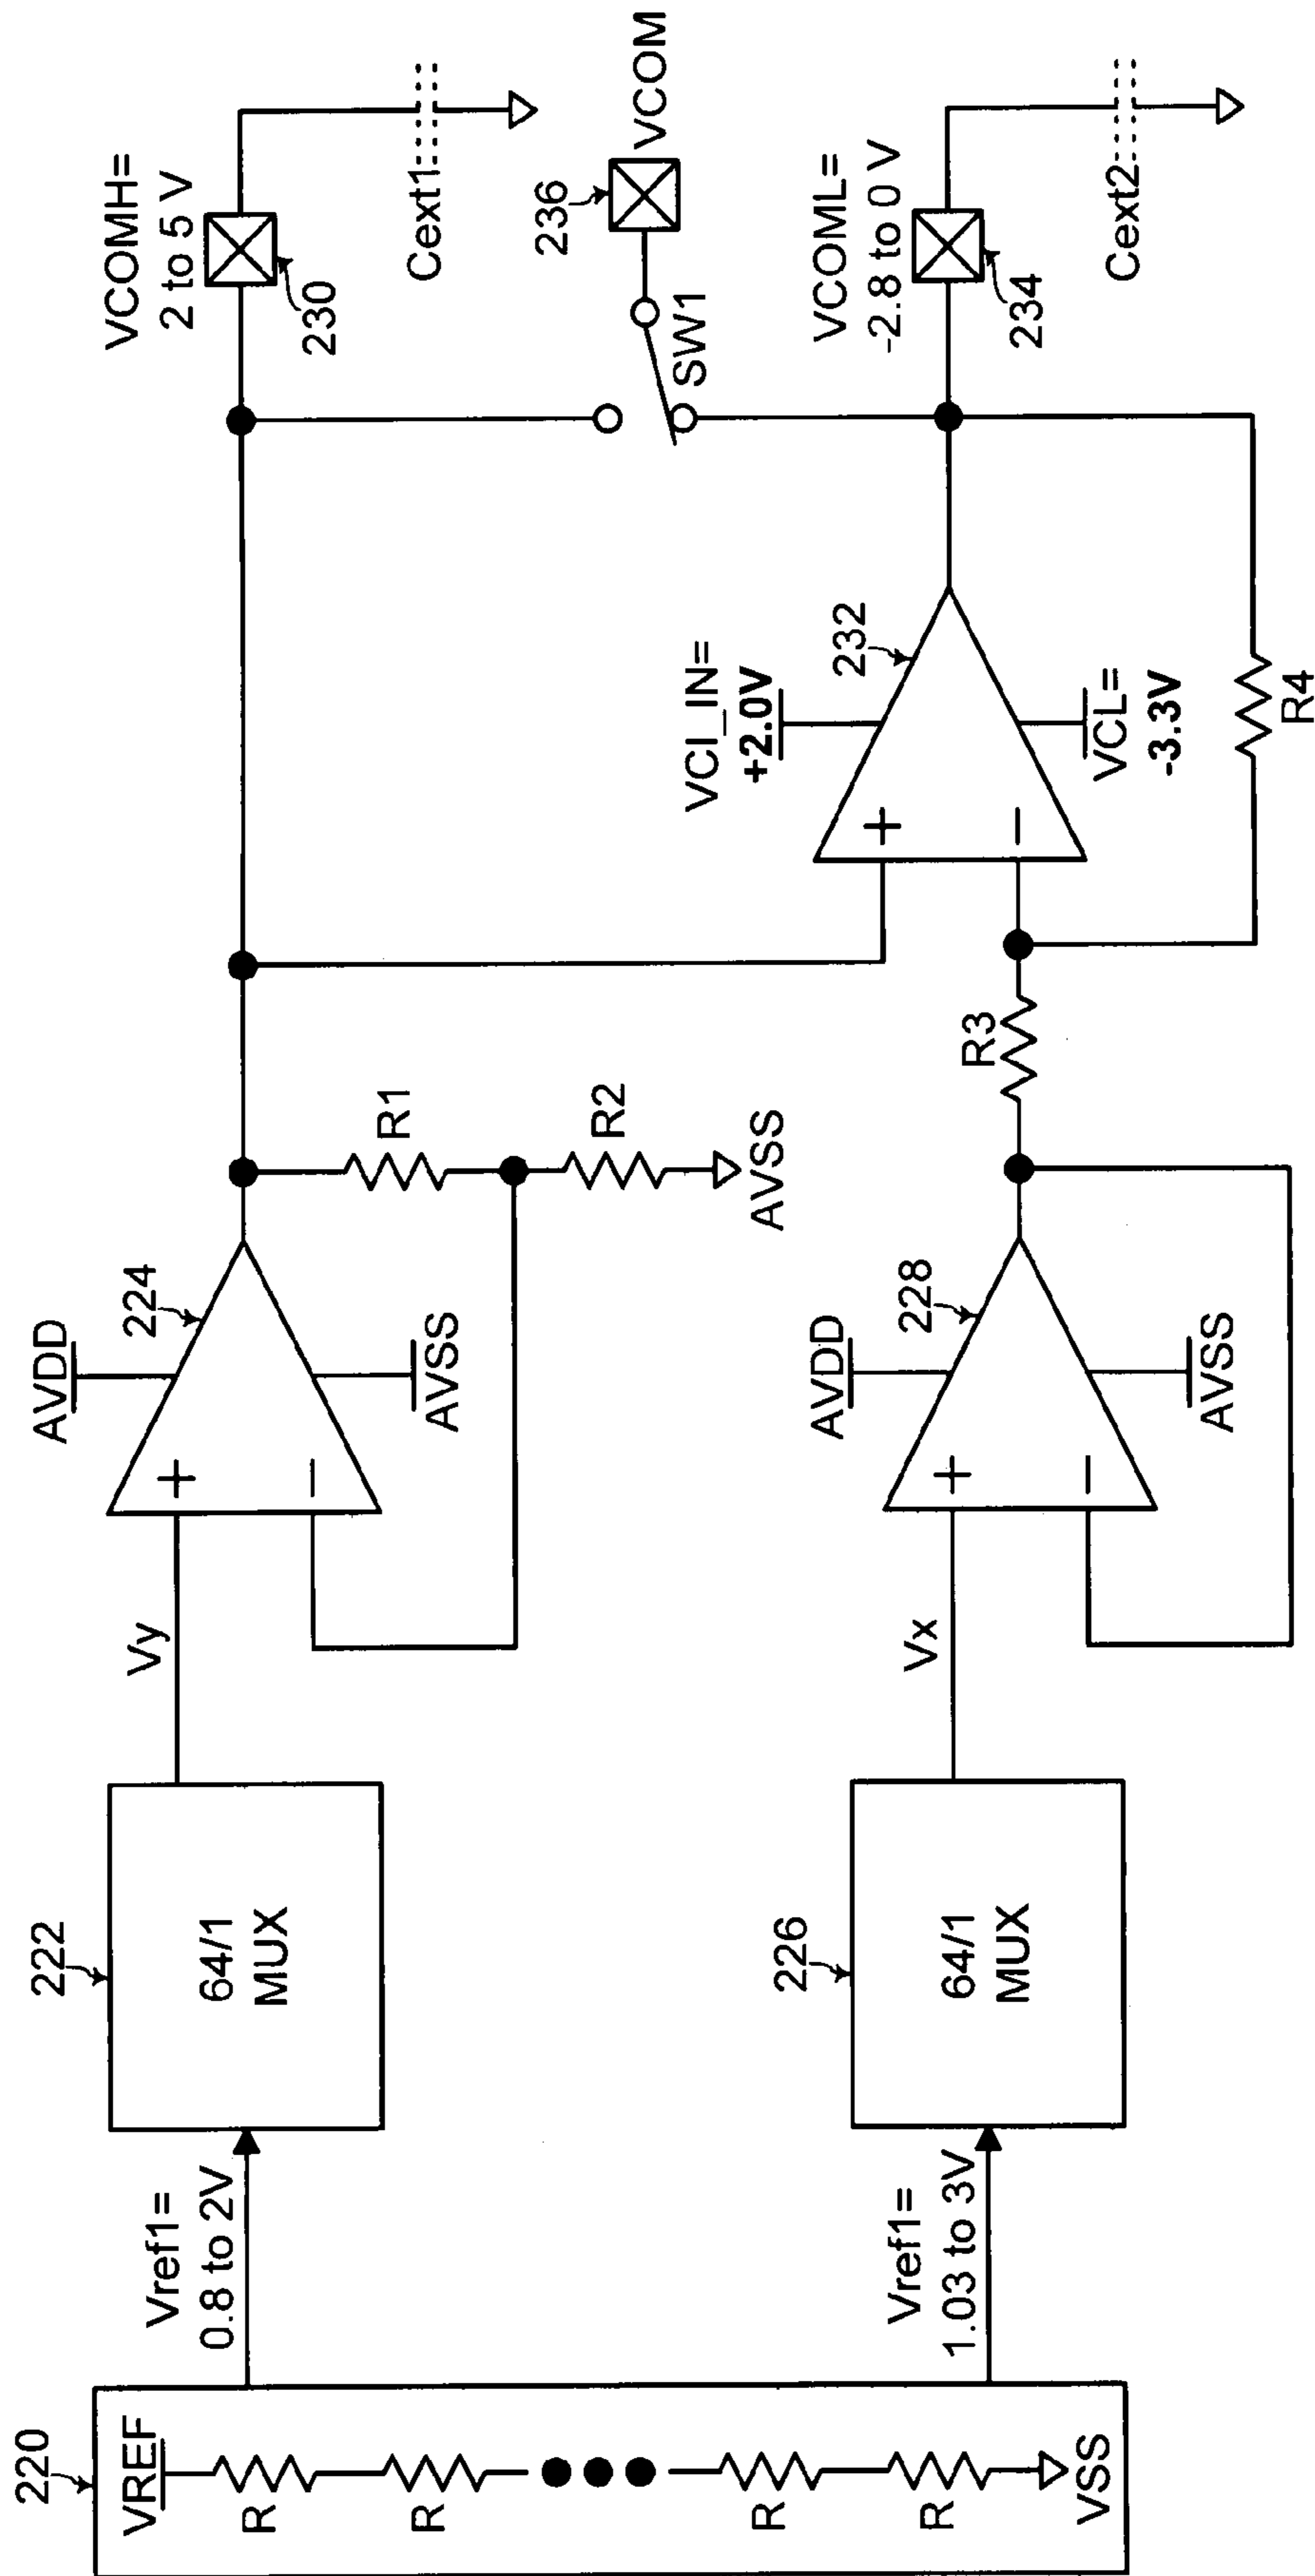 220
VREF
R
R
R
R
VSS
Vref1=
0.8 to 2V
Vref1=
1.03 to 3V
222
64/1
MUX
226
64/1
MUX
Vy
Vx
AVDD
224
+
−
AVSS
AVDD
228
+
−
AVSS
R1
R2
AVSS
R3
VCI_IN=
+2.0V
232
+
−
VCL=
-3.3V
R4
VCOMH=
2 to 5 V
230
Cext1
236
VCOM
SW1
VCOML=
-2.8 to 0 V
234
Cext2